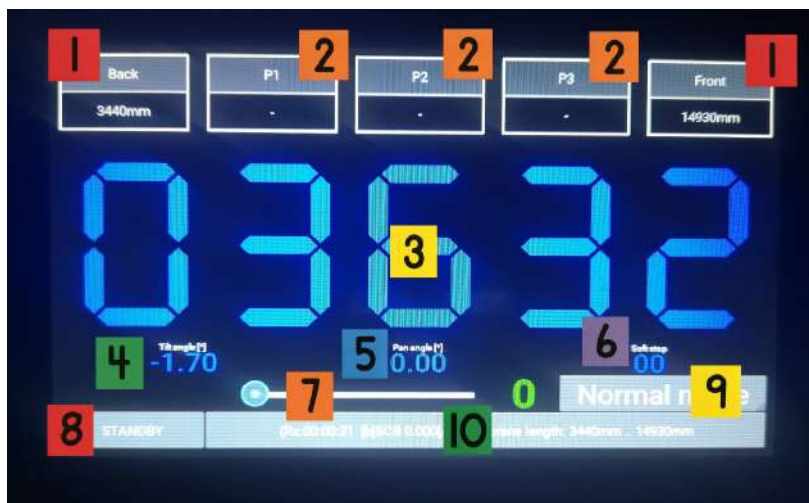 1 2 2 2 1
Back P1 P2 P3 Front
3440mm - - - 14930mm
03632
3
4 5 6
Tilt angle [°] Pan angle [°] Soft stop
-1.70 0.00 00
7 0 Normal 9
8 STANDBY 10 length: 3440mm .. 14930mm